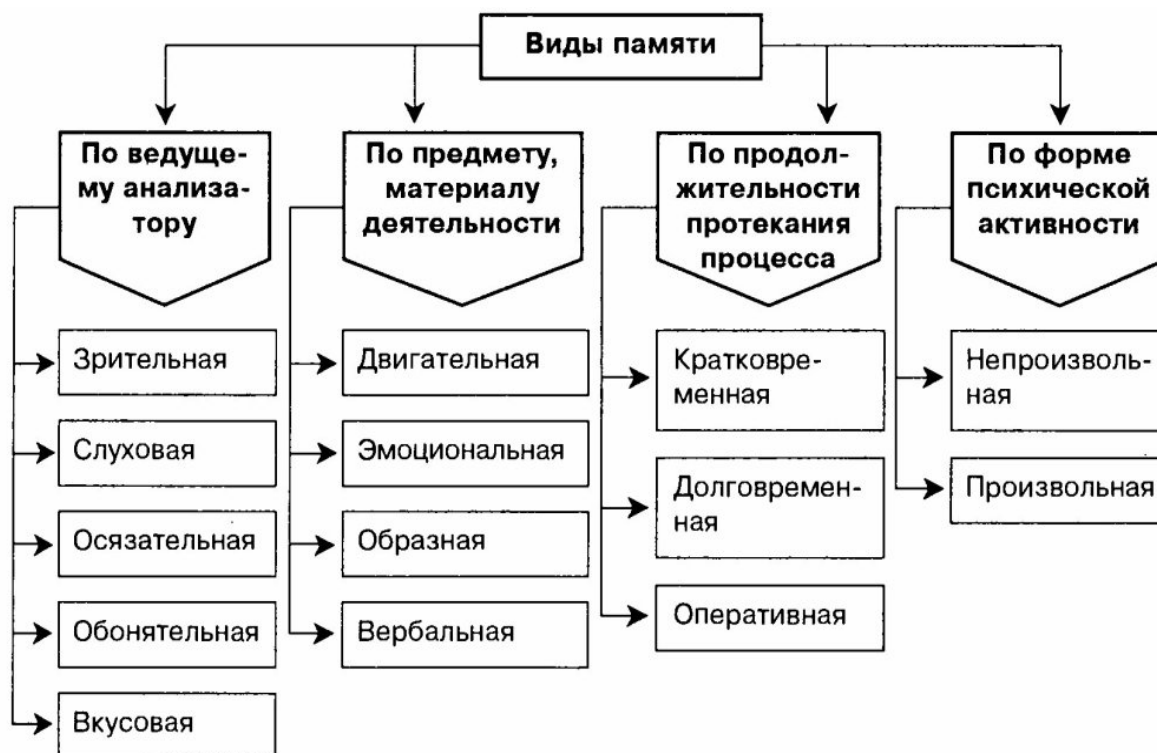 Виды памяти
По ведуще-
му анализа-
тору
По предмету,
материалу
деятельности
По продол-
жительности
протекания
процесса
По форме
психической
активности
Зрительная
Слуховая
Осязательная
Обонятельная
Вкусовая
Двигательная
Эмоциональная
Образная
Вербальная
Кратковре-
менная
Долговремен-
ная
Оперативная
Непроизволь-
ная
Произвольная